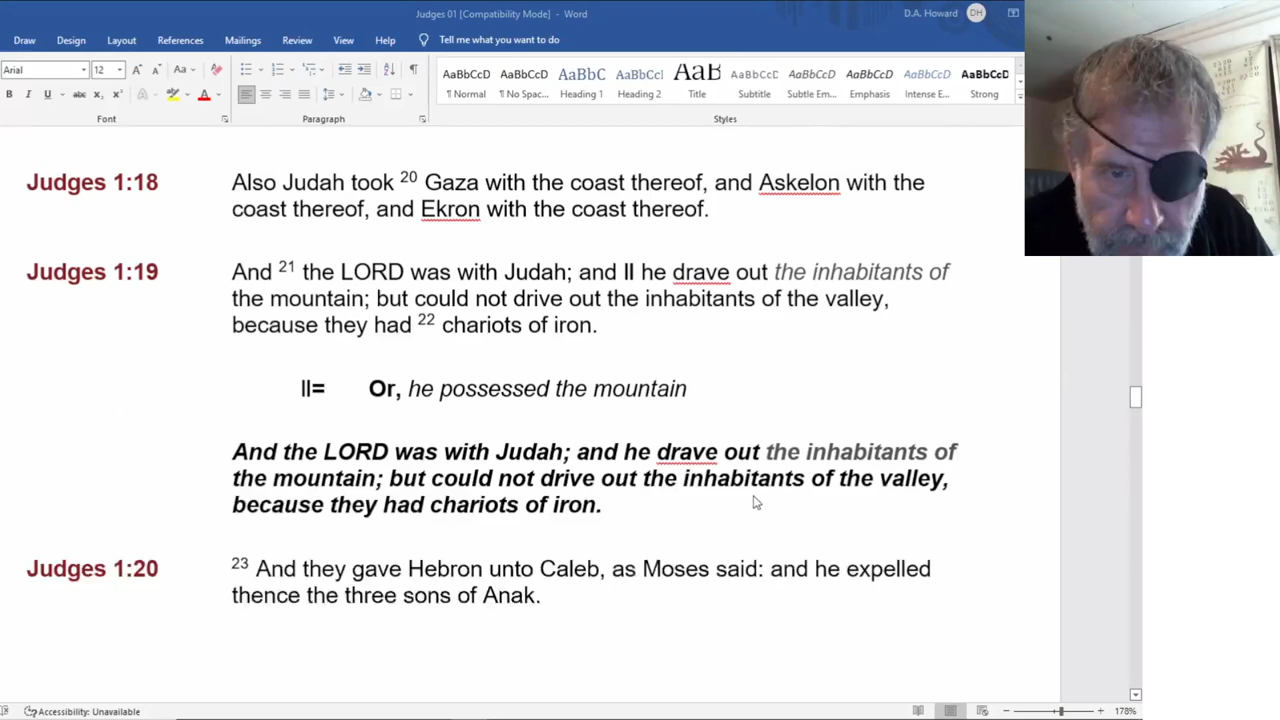 Judges 01 [Compatibility Mode] - Word
D.A. Howard DH
Draw Design Layout References Mailings Review View Help Tell me what you want to do
Arial 12 Aa
B I U abc x₂ x² A A
AaBbCcD AaBbCcD AaBbC AaBbCcI AaB AaBbCcD AaBbCcD AaBbCcD AaBbCcD AaBbCcD
¶ Normal ¶ No Spac... Heading 1 Heading 2 Title Subtitle Subtle Em... Emphasis Intense E... Strong
Font Paragraph Styles
Judges 1:18 Also Judah took 20 Gaza with the coast thereof, and Askelon with the
coast thereof, and Ekron with the coast thereof.
Judges 1:19 And 21 the LORD was with Judah; and ǁ he drave out the inhabitants of
the mountain; but could not drive out the inhabitants of the valley,
because they had 22 chariots of iron.
ǁ= Or, he possessed the mountain
And the LORD was with Judah; and he drave out the inhabitants of
the mountain; but could not drive out the inhabitants of the valley,
because they had chariots of iron.
Judges 1:20 23 And they gave Hebron unto Caleb, as Moses said: and he expelled
thence the three sons of Anak.
Accessibility: Unavailable 178%